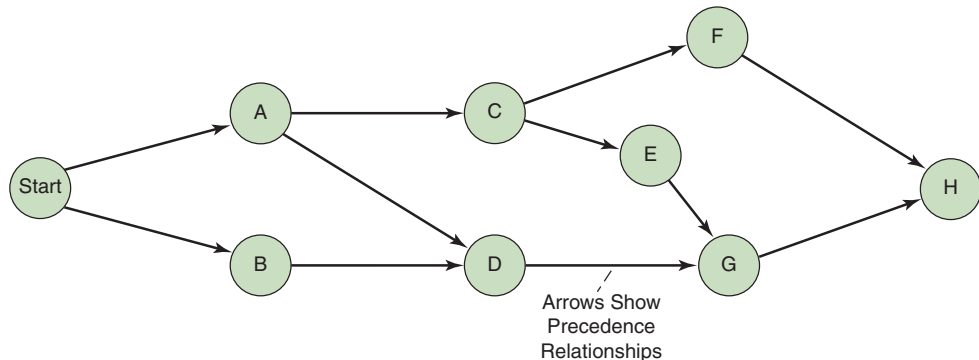 F
A
C
E
Start
H
B
D
G
Arrows Show
Precedence
Relationships